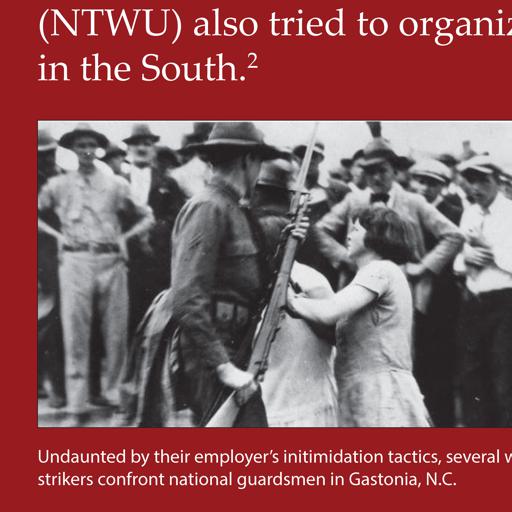 (NTWU) also tried to organiz
in the South.²
Undaunted by their employer's initimidation tactics, several w
strikers confront national guardsmen in Gastonia, N.C.